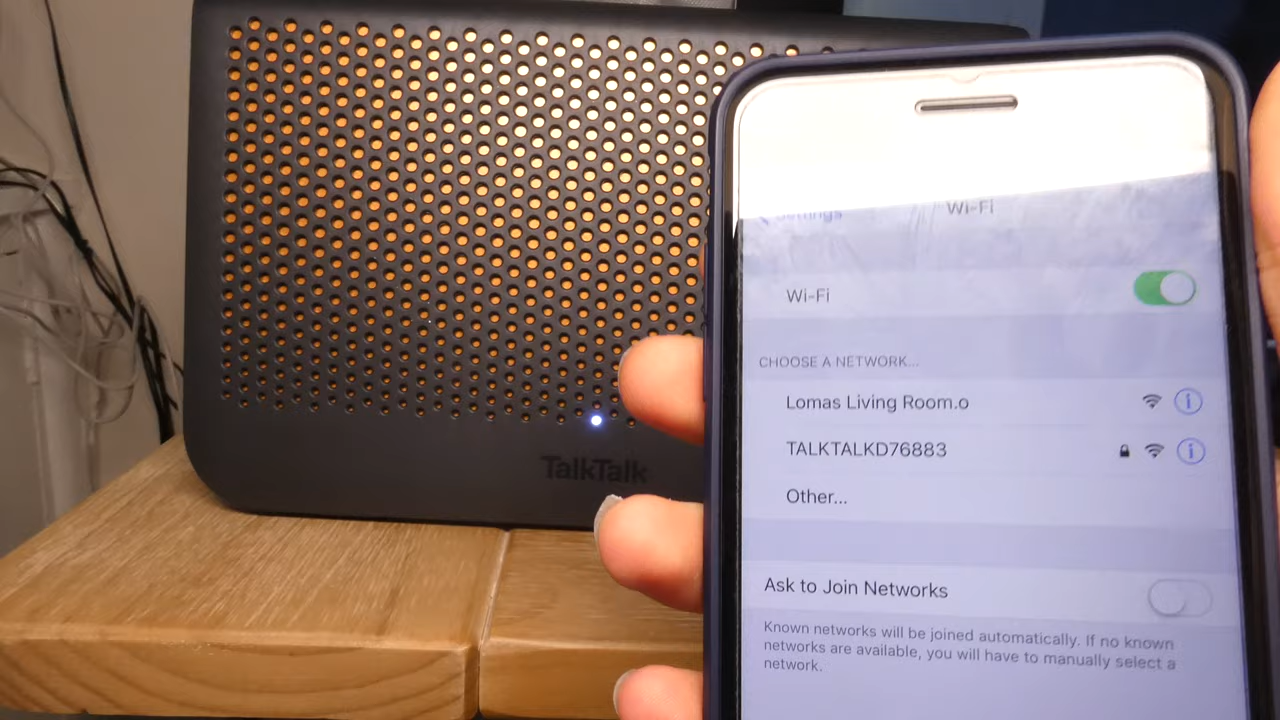 TalkTalk
Settings
Wi-Fi
Wi-Fi
CHOOSE A NETWORK...
Lomas Living Room.o
TALKTALKD76883
Other...
Ask to Join Networks
Known networks will be joined automatically. If no known
networks are available, you will have to manually select a
network.